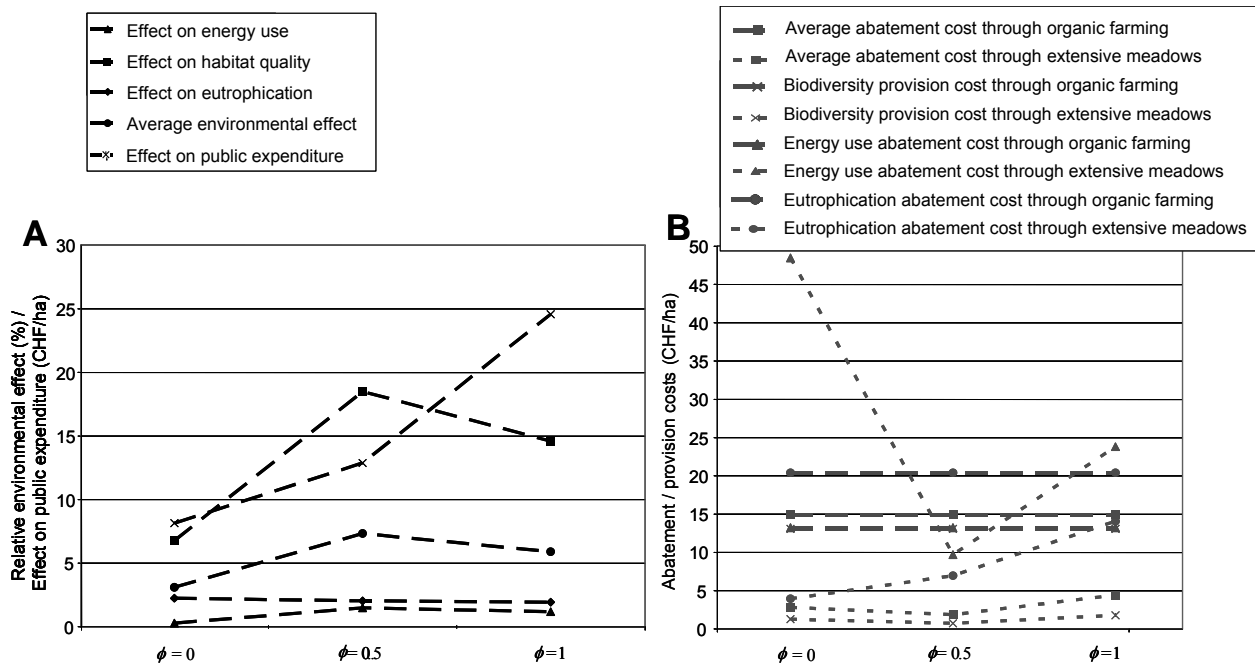 Effect on energy use
Effect on habitat quality
Effect on eutrophication
Average environmental effect
Effect on public expenditure
Average abatement cost through organic farming
Average abatement cost through extensive meadows
Biodiversity provision cost through organic farming
Biodiversity provision cost through extensive meadows
Energy use abatement cost through organic farming
Energy use abatement cost through extensive meadows
Eutrophication abatement cost through organic farming
Eutrophication abatement cost through extensive meadows
A
Relative environmental effect (%) /
Effect on public expenditure (CHF/ha)
30
25
20
15
10
5
0
ϕ = 0
ϕ = 0.5
ϕ = 1
B
Abatement / provision costs (CHF/ha)
50
45
40
35
30
25
20
15
10
5
0
ϕ = 0
ϕ = 0.5
ϕ = 1